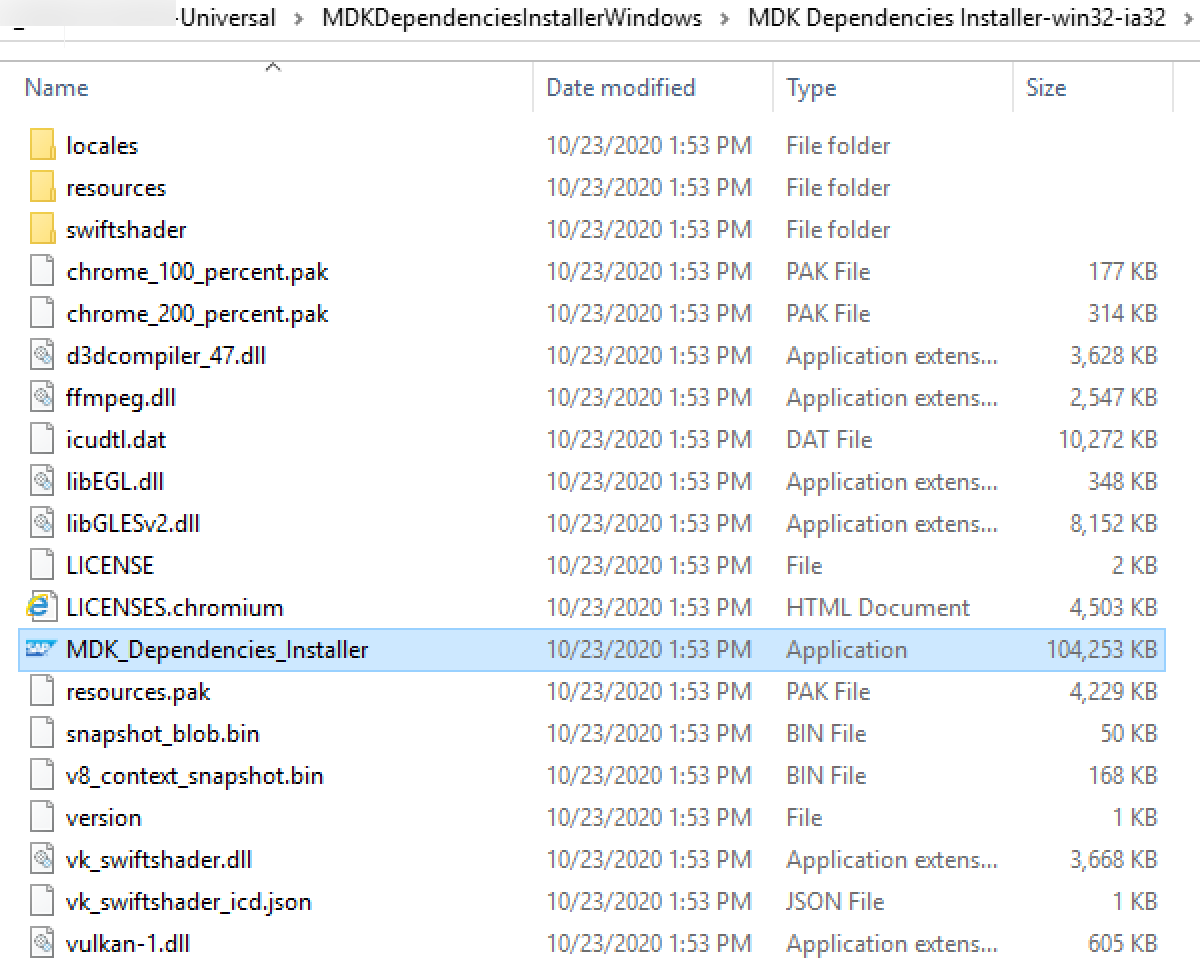 -Universal > MDKDependenciesInstallerWindows > MDK Dependencies Installer-win32-ia32 >
Name Date modified Type Size
locales 10/23/2020 1:53 PM File folder
resources 10/23/2020 1:53 PM File folder
swiftshader 10/23/2020 1:53 PM File folder
chrome_100_percent.pak 10/23/2020 1:53 PM PAK File 177 KB
chrome_200_percent.pak 10/23/2020 1:53 PM PAK File 314 KB
d3dcompiler_47.dll 10/23/2020 1:53 PM Application extens... 3,628 KB
ffmpeg.dll 10/23/2020 1:53 PM Application extens... 2,547 KB
icudtl.dat 10/23/2020 1:53 PM DAT File 10,272 KB
libEGL.dll 10/23/2020 1:53 PM Application extens... 348 KB
libGLESv2.dll 10/23/2020 1:53 PM Application extens... 8,152 KB
LICENSE 10/23/2020 1:53 PM File 2 KB
LICENSES.chromium 10/23/2020 1:53 PM HTML Document 4,503 KB
SAP MDK_Dependencies_Installer 10/23/2020 1:53 PM Application 104,253 KB
resources.pak 10/23/2020 1:53 PM PAK File 4,229 KB
snapshot_blob.bin 10/23/2020 1:53 PM BIN File 50 KB
v8_context_snapshot.bin 10/23/2020 1:53 PM BIN File 168 KB
version 10/23/2020 1:53 PM File 1 KB
vk_swiftshader.dll 10/23/2020 1:53 PM Application extens... 3,668 KB
vk_swiftshader_icd.json 10/23/2020 1:53 PM JSON File 1 KB
vulkan-1.dll 10/23/2020 1:53 PM Application extens... 605 KB